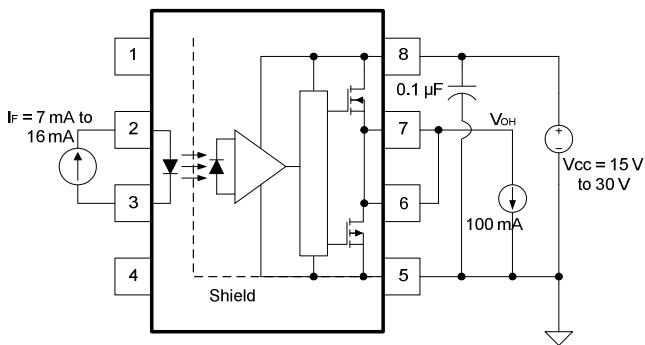 1
8
0.1 µF
IF = 7 mA to
16 mA
2
7
VOH
+
−
VCC = 15 V
to 30 V
3
6
100 mA
4
5
Shield